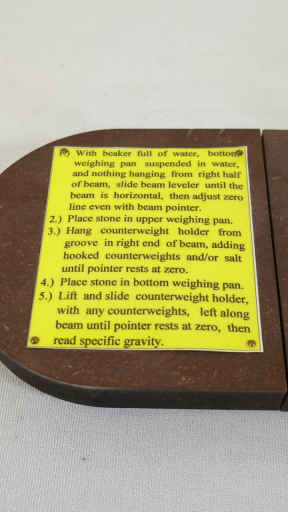 1.) With beaker full of water, bottom
weighing pan suspended in water,
and nothing hanging from right half
of beam, slide beam leveler until the
beam is horizontal, then adjust zero
line even with beam pointer.
2.) Place stone in upper weighing pan.
3.) Hang counterweight holder from
groove in right end of beam, adding
hooked counterweights and/or salt
until pointer rests at zero.
4.) Place stone in bottom weighing pan.
5.) Lift and slide counterweight holder,
with any counterweights, left along
beam until pointer rests at zero, then
read specific gravity.